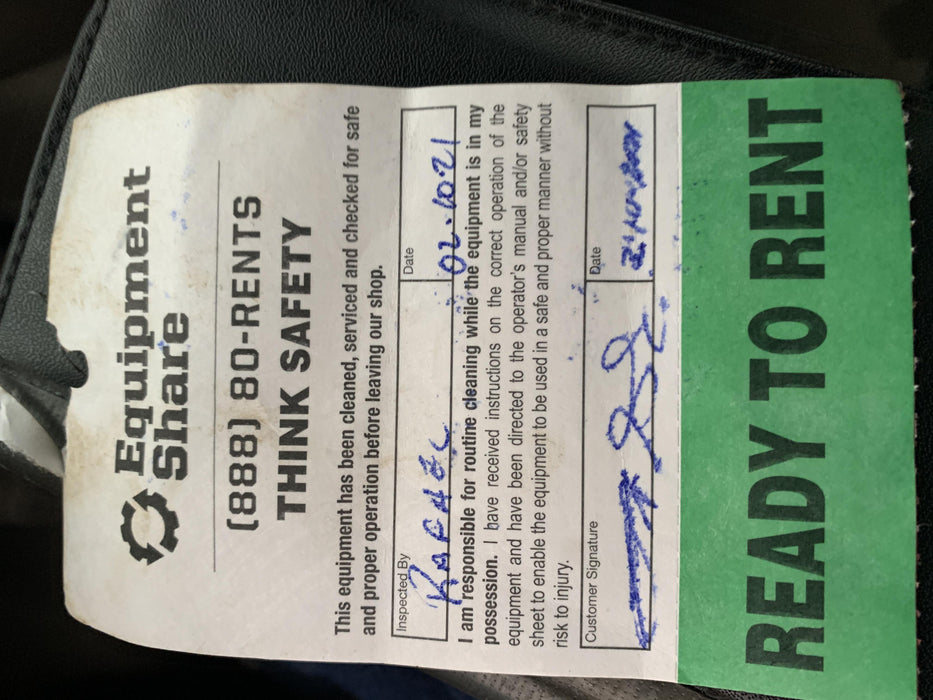 Equipment
Share
(888) 80-RENTS
THINK SAFETY
This equipment has been cleaned, serviced and checked for safe
and proper operation before leaving our shop.
Inspected By
Date
RAPHAEL
02-1021
I am responsible for routine cleaning while the equipment is in my
possession. I have received instructions on the correct operation of the
equipment and have been directed to the operator's manual and/or safety
sheet to enable the equipment to be used in a safe and proper manner without
risk to injury.
Customer Signature
Date
READY TO RENT